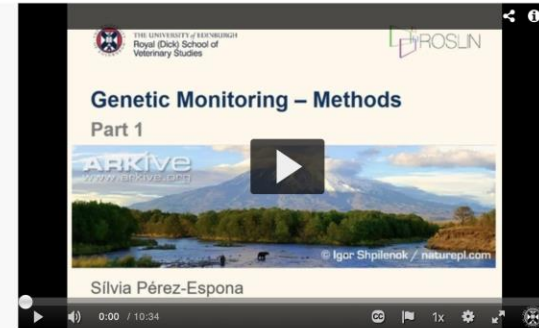 THE UNIVERSITY of EDINBURGH
Royal (Dick) School of
Veterinary Studies
ROSLIN
Genetic Monitoring – Methods
Part 1
ARKive
www.arkive.org
© Igor Shpilenok / naturepl.com
Sílvia Pérez-Espona
0:00 / 10:34
CC
1x